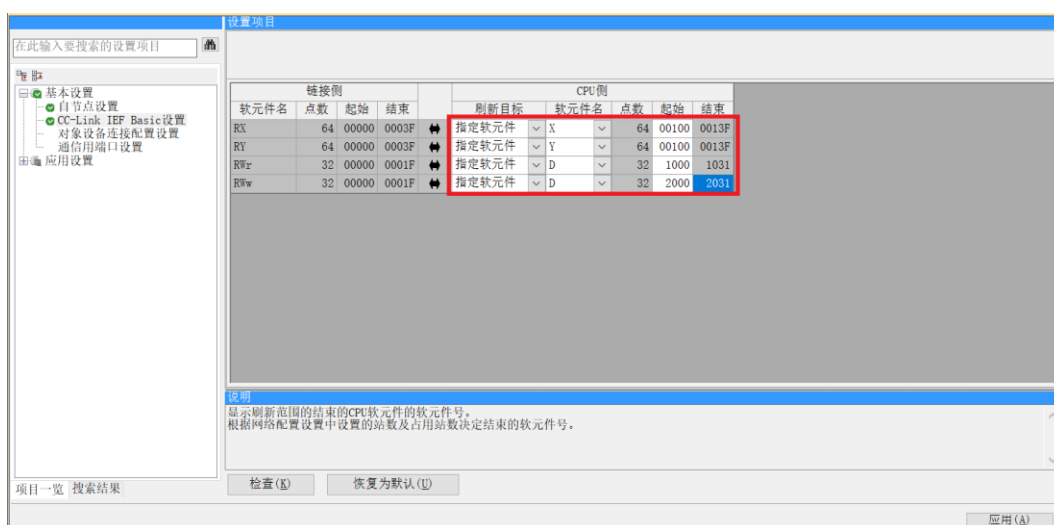 设置项目
在此输入要搜索的设置项目
基本设置
自节点设置
CC-Link IEF Basic设置
对象设备连接配置设置
通信用端口设置
应用设置
链接侧 CPU侧
软元件名 点数 起始 结束 刷新目标 软元件名 点数 起始 结束
RX 64 00000 0003F 指定软元件 X 64 00100 0013F
RY 64 00000 0003F 指定软元件 Y 64 00100 0013F
RWr 32 00000 0001F 指定软元件 D 32 1000 1031
RWw 32 00000 0001F 指定软元件 D 32 2000 2031
说明
显示刷新范围的结束的CPU软元件的软元件号。
根据网络配置设置中设置的站数及占用站数决定结束的软元件号。
检查(K) 恢复为默认(U)
项目一览 搜索结果
应用(A)